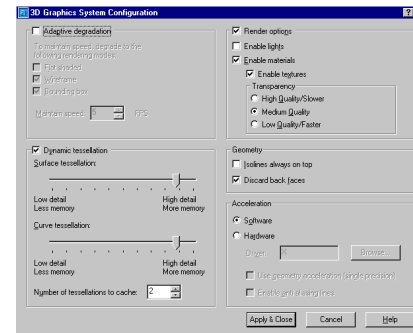 3D Graphics System Configuration
Adaptive degradation
To maintain speed, degrade to the
following rendering modes:
Flat shaded
Wireframe
Bounding box
Maintain speed: 5 FPS
Dynamic tessellation
Surface tessellation:
Low detail High detail
Less memory More memory
Curve tessellation:
Low detail High detail
Less memory More memory
Number of tessellations to cache: 2
Render options
Enable lights
Enable materials
Enable textures
Transparency
High Quality/Slower
Medium Quality
Low Quality/Faster
Geometry
Isolines always on top
Discard back faces
Acceleration
Software
Hardware
Driver: Browse...
Use geometry acceleration (single precision)
Enable anti aliasing lines
Apply & Close Cancel Help